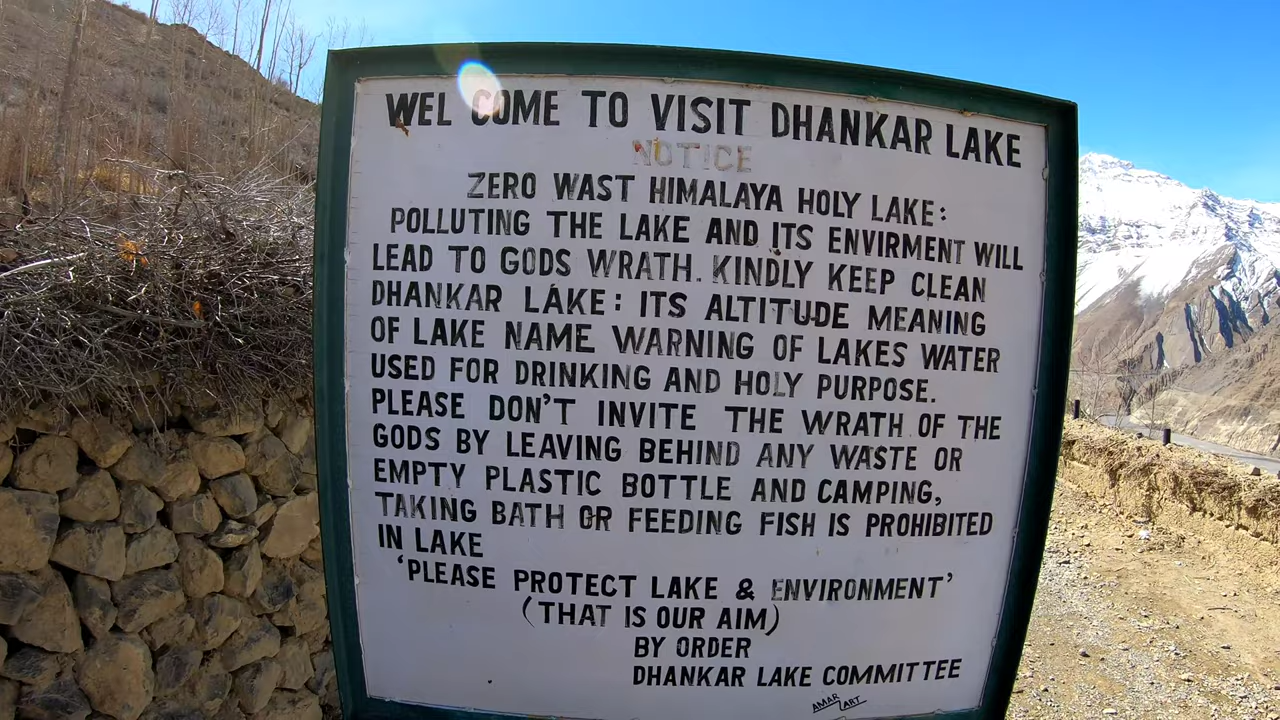 WEL COME TO VISIT DHANKAR LAKE
NOTICE
ZERO WAST HIMALAYA HOLY LAKE:
POLLUTING THE LAKE AND ITS ENVIRMENT WILL
LEAD TO GODS WRATH. KINDLY KEEP CLEAN
DHANKAR LAKE: ITS ALTITUDE MEANING
OF LAKE NAME WARNING OF LAKES WATER
USED FOR DRINKING AND HOLY PURPOSE.
PLEASE DON'T INVITE THE WRATH OF THE
GODS BY LEAVING BEHIND ANY WASTE OR
EMPTY PLASTIC BOTTLE AND CAMPING,
TAKING BATH OR FEEDING FISH IS PROHIBITED
IN LAKE
'PLEASE PROTECT LAKE & ENVIRONMENT'
(THAT IS OUR AIM)
BY ORDER
DHANKAR LAKE COMMITTEE
AMAR ART